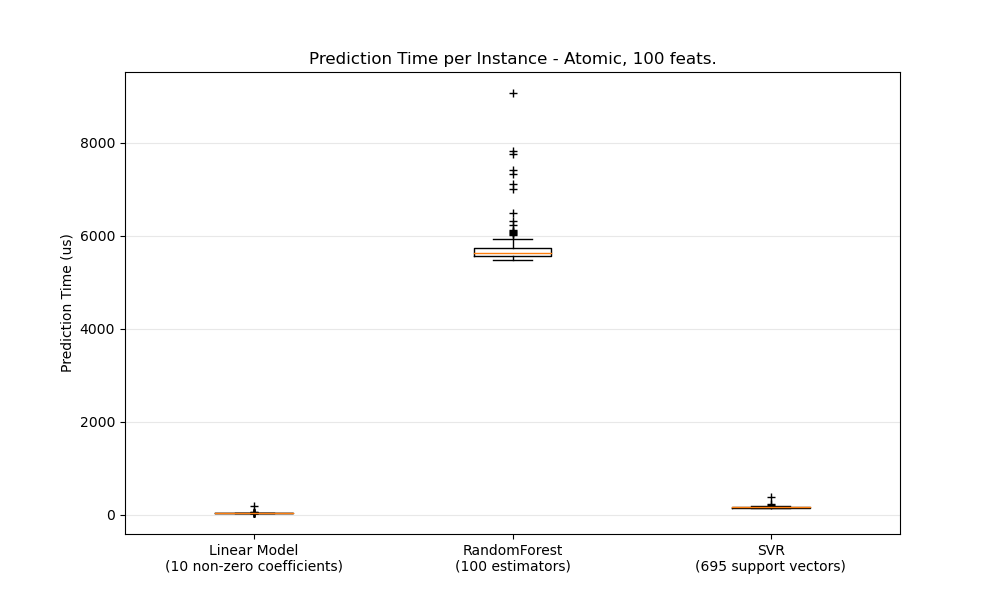 Prediction Time per Instance - Atomic, 100 feats.
Prediction Time (us)
8000
6000
4000
2000
0
Linear Model
(10 non-zero coefficients)
RandomForest
(100 estimators)
SVR
(695 support vectors)